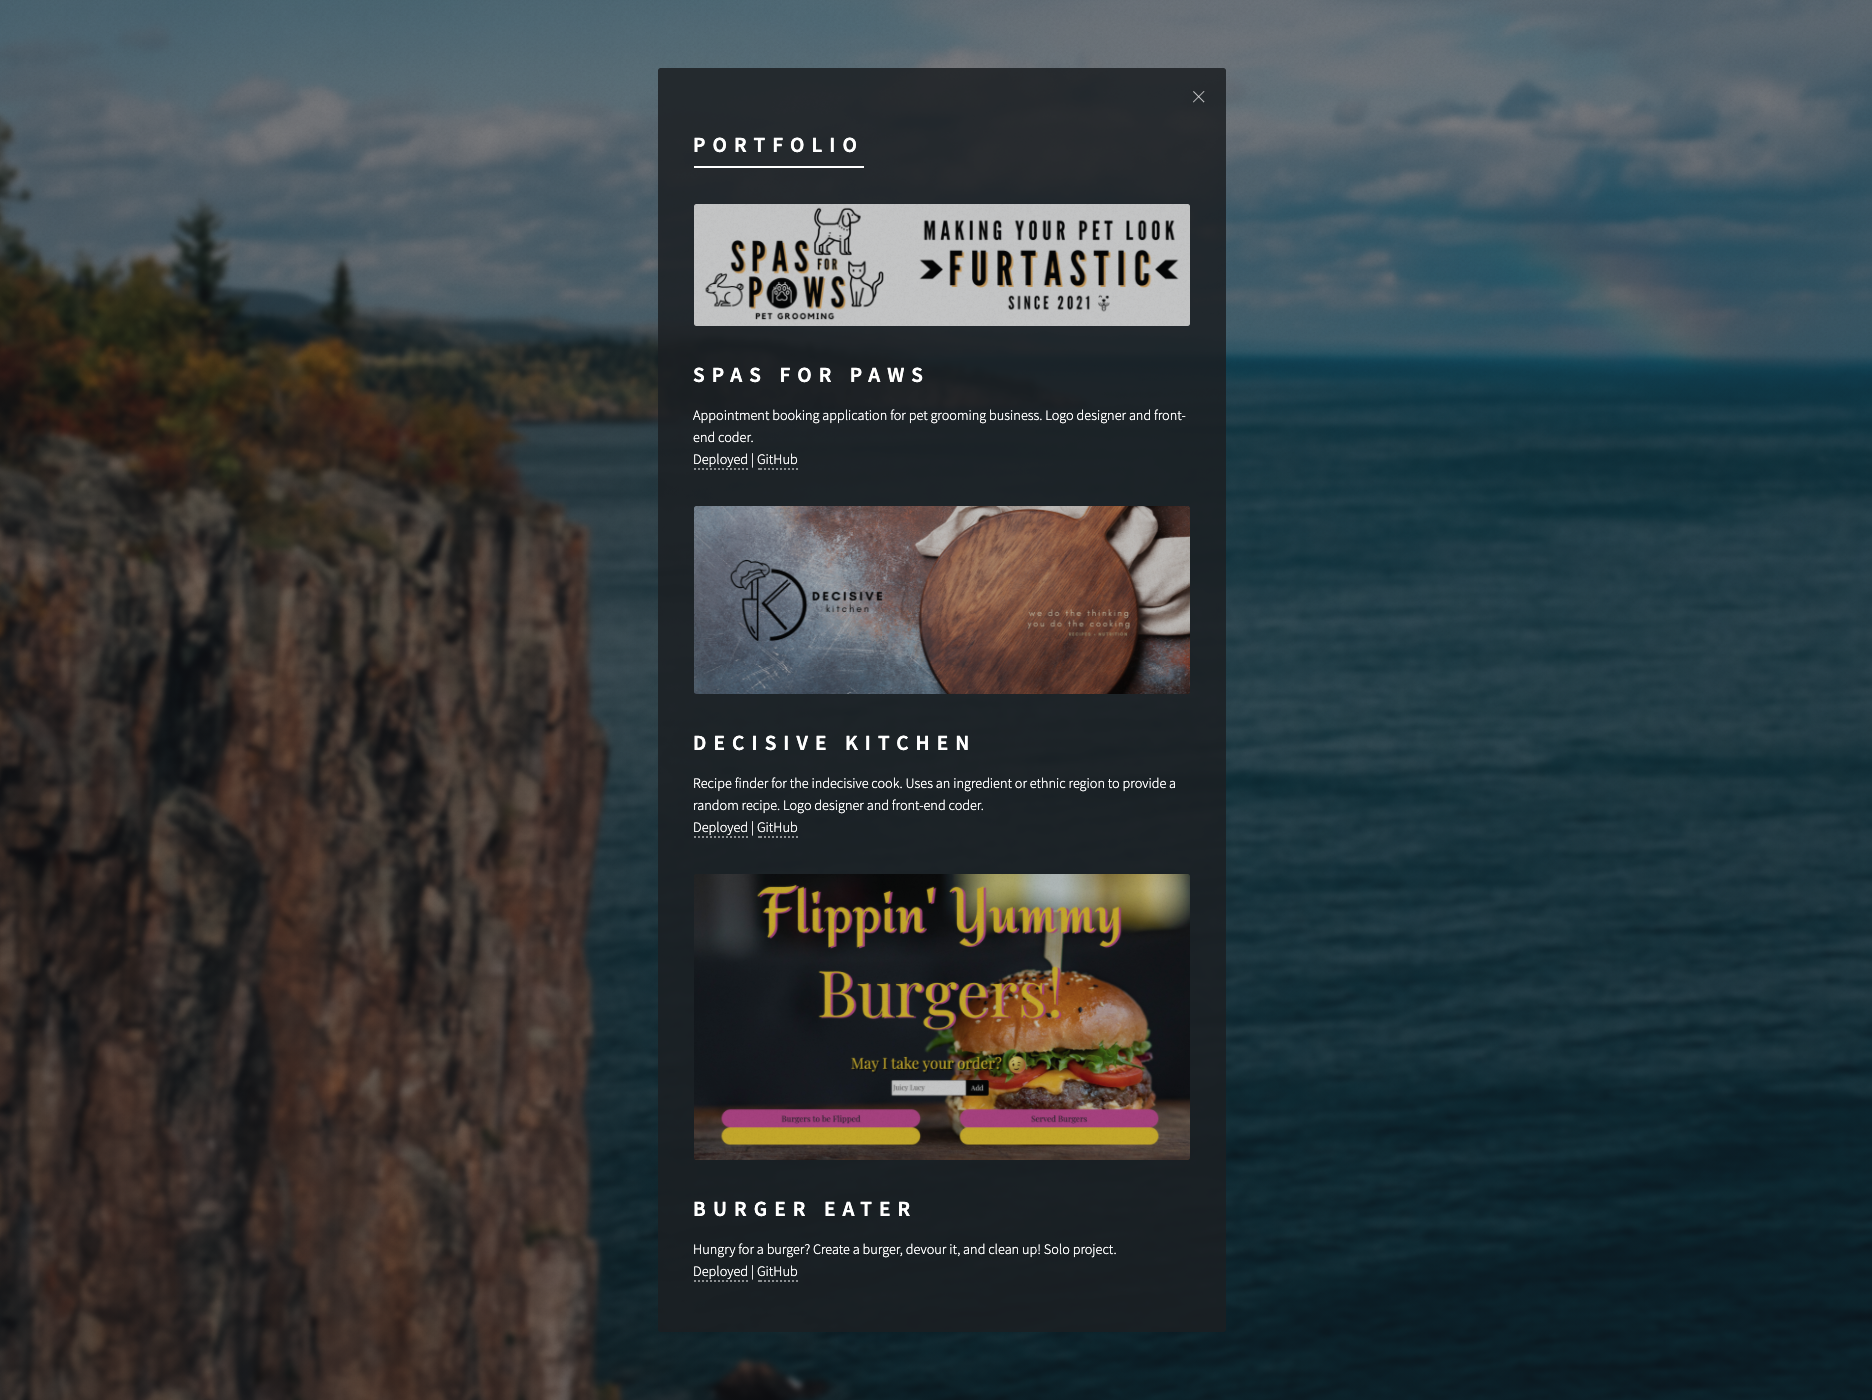 PORTFOLIO
SPAS
FOR
PAWS
PET GROOMING
MAKING YOUR PET LOOK
FURTASTIC
SINCE 2021
SPAS FOR PAWS
Appointment booking application for pet grooming business. Logo designer and front-
end coder.
Deployed | GitHub
DK
DECISIVE
kitchen
we do the thinking
you do the cooking
RECIPES + NUTRITION
DECISIVE KITCHEN
Recipe finder for the indecisive cook. Uses an ingredient or ethnic region to provide a
random recipe. Logo designer and front-end coder.
Deployed | GitHub
Flippin' Yummy
Burgers!
May I take your order? 😉
Juicy Lucy Add
Burgers to be Flipped
Served Burgers
BURGER EATER
Hungry for a burger? Create a burger, devour it, and clean up! Solo project.
Deployed | GitHub